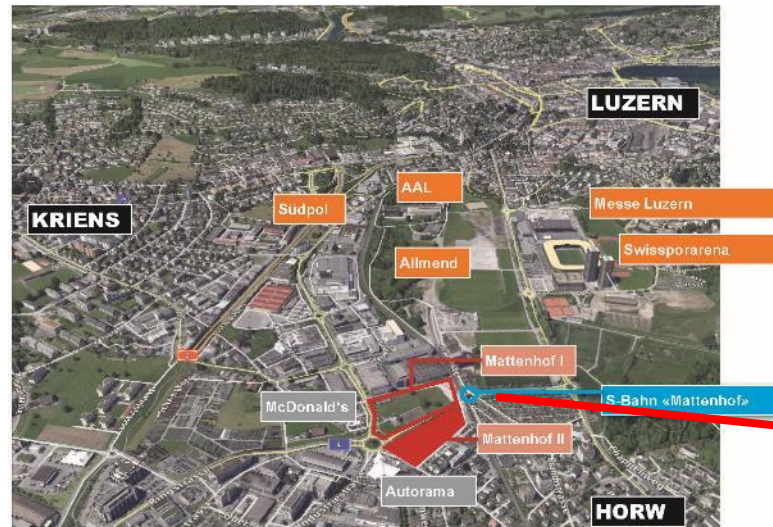 LUZERN
AAL
Südpol
Messe Luzern
KRIENS
Swissporarena
Allmend
Mattenhof I
S-Bahn «Mattenhof»
McDonald's
Mattenhof II
Autorama
HORW